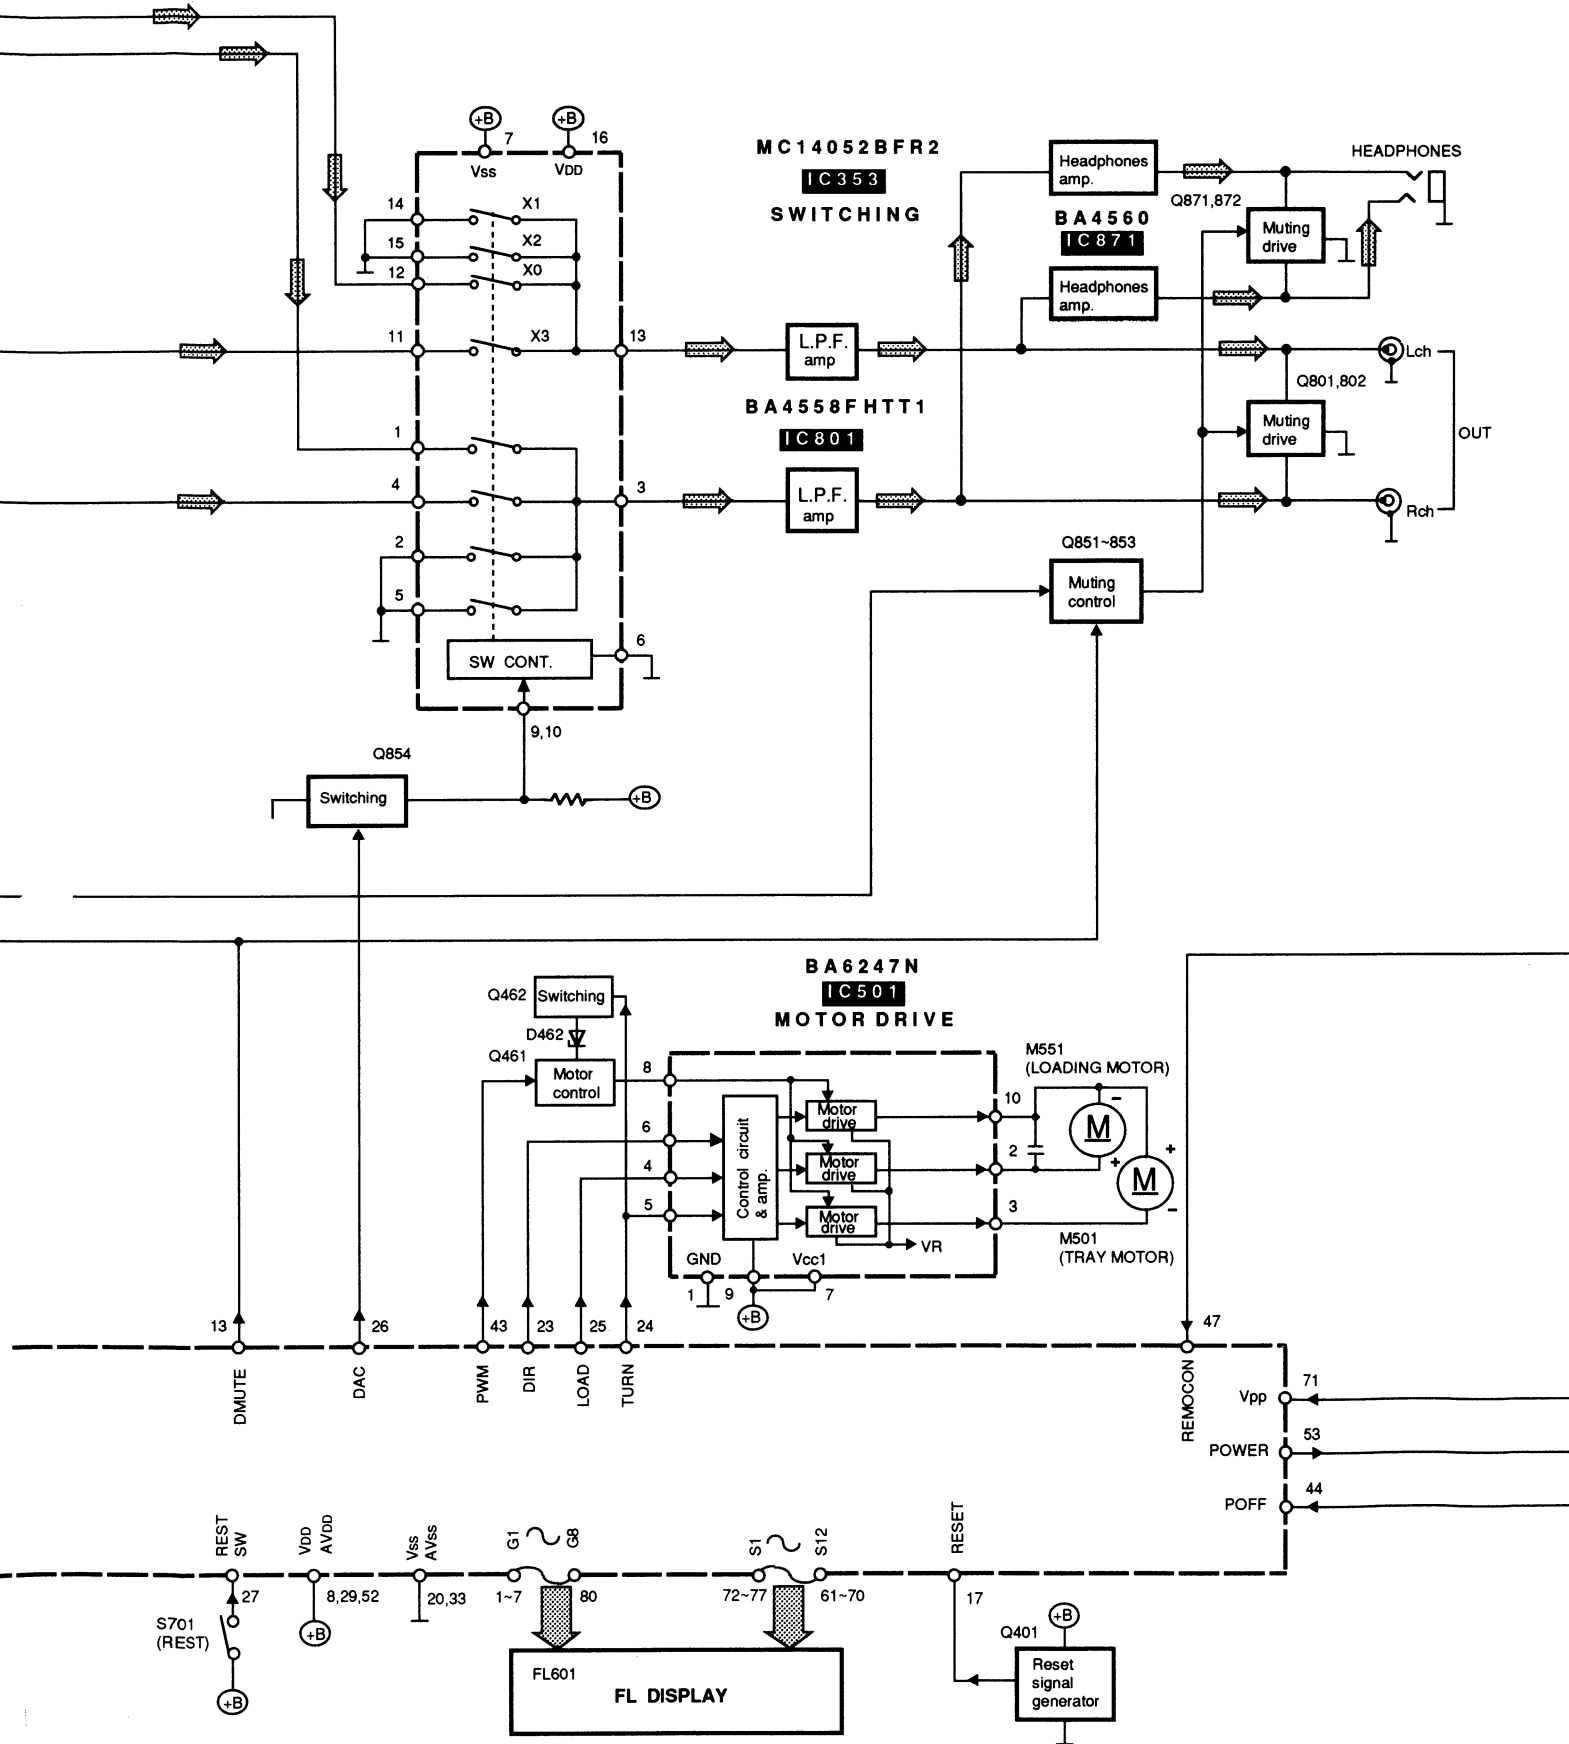 +B
+B
7
16
Vss
VDD
14
X1
15
X2
12
X0
11
X3
13
1
4
3
2
5
6
SW CONT.
9,10
MC14052BFR2
IC353
SWITCHING
L.P.F.
amp
BA4558FHTT1
IC801
L.P.F.
amp
Headphones
amp.
BA4560
IC871
Headphones
amp.
Q871,872
Muting
drive
HEADPHONES
Lch
Q801,802
Muting
drive
OUT
Rch
Q851~853
Muting
control
Q854
Switching
+B
BA6247N
IC501
MOTOR DRIVE
Q462
Switching
D462
Q461
Motor
control
8
6
4
5
Control circuit
& amp.
Motor
drive
Motor
drive
Motor
drive
VR
GND
Vcc1
1
9
7
+B
10
2
3
M551
(LOADING MOTOR)
M
−
+
M
+
−
M501
(TRAY MOTOR)
13
26
43
23
25
24
47
DMUTE
DAC
PWM
DIR
LOAD
TURN
REMOCON
Vpp
71
POWER
53
POFF
44
REST
SW
VDD
AVDD
Vss
AVss
G1
G8
S1
S12
RESET
27
8,29,52
20,33
1~7
80
72~77
61~70
17
S701
(REST)
+B
+B
FL601
FL DISPLAY
+B
Q401
Reset
signal
generator